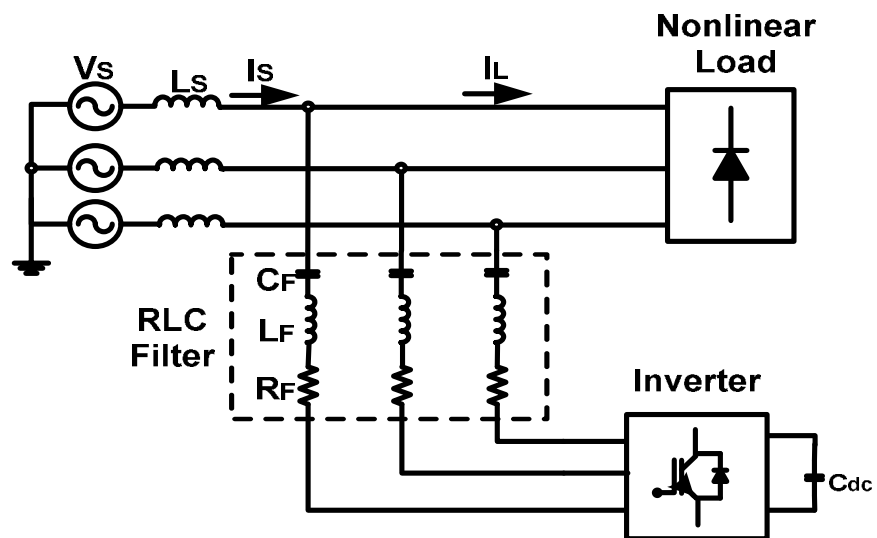 Nonlinear
Load
Vs
Ls
Is
IL
CF
LF
RF
RLC
Filter
Inverter
Cdc